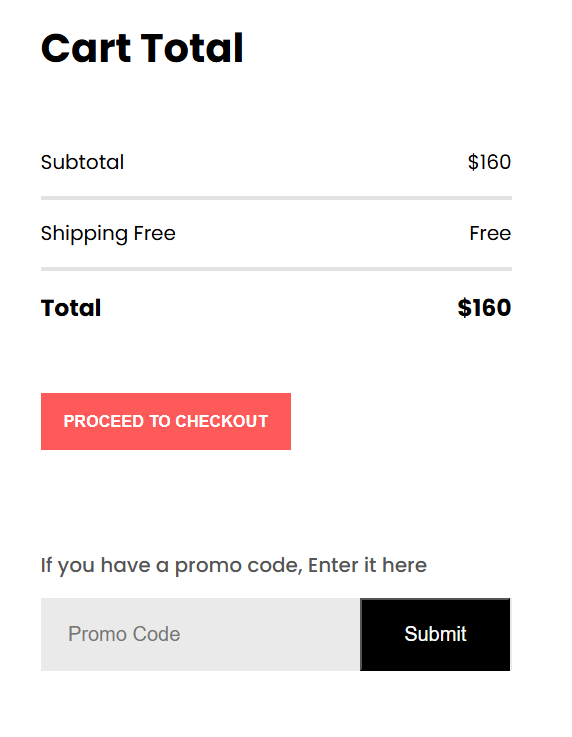 Cart Total
Subtotal $160
Shipping Free Free
Total $160
PROCEED TO CHECKOUT
If you have a promo code, Enter it here
Promo Code Submit